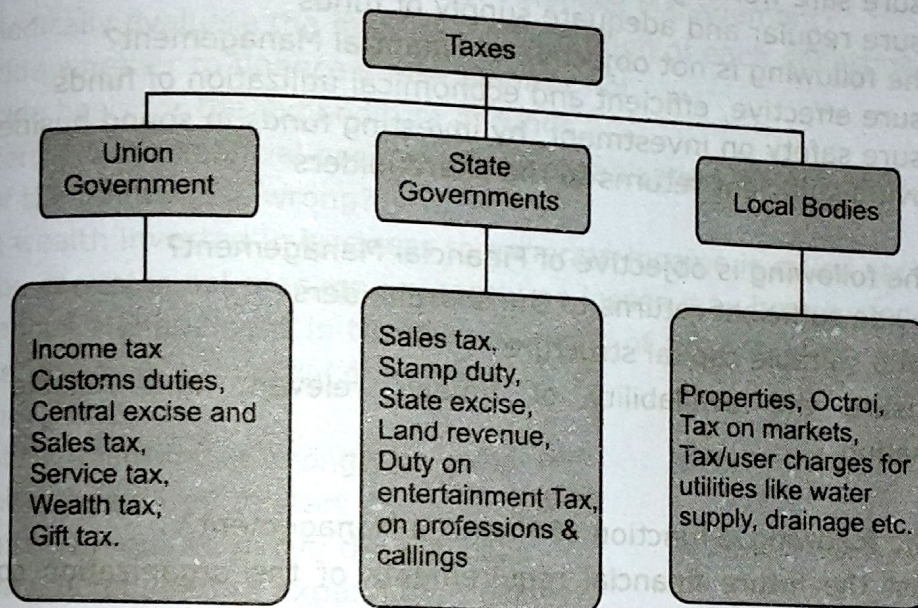 Taxes
Union
Government
State
Governments
Local Bodies
Income tax
Customs duties,
Central excise and
Sales tax,
Service tax,
Wealth tax;
Gift tax.
Sales tax,
Stamp duty,
State excise,
Land revenue,
Duty on
entertainment Tax,
on professions &
callings
Properties, Octroi,
Tax on markets,
Tax/user charges for
utilities like water
supply, drainage etc.